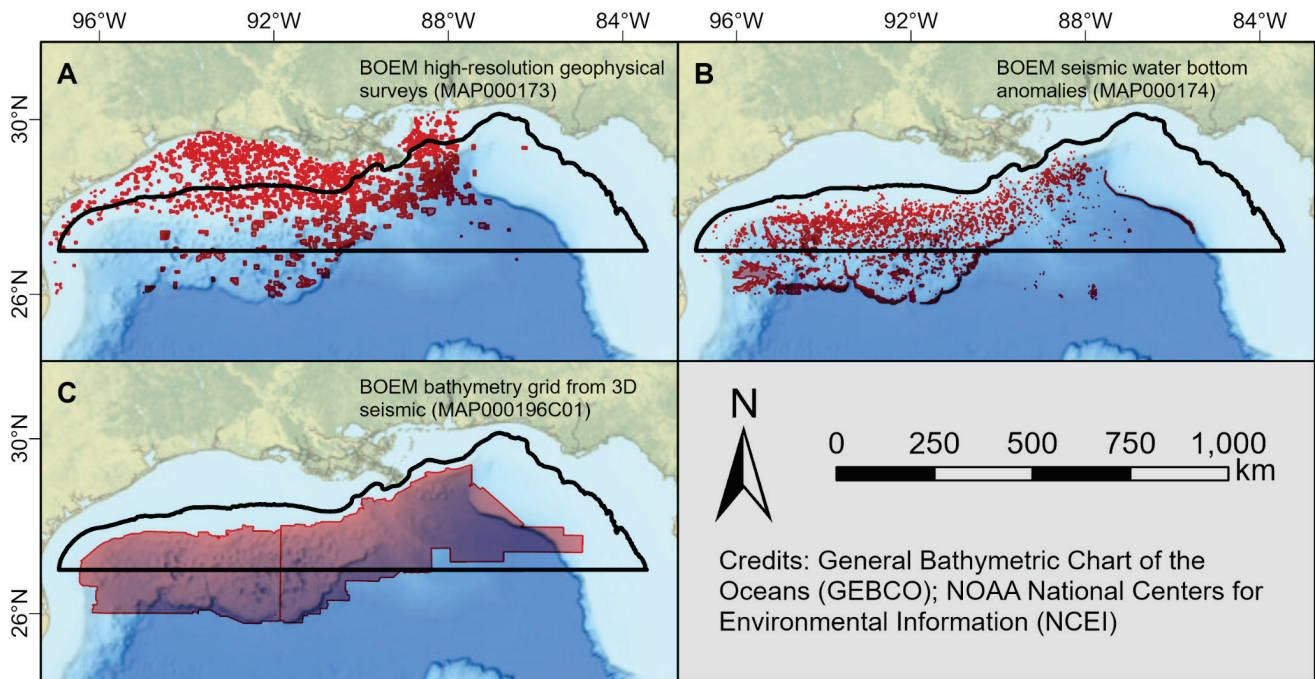 96°W 92°W 88°W 84°W 96°W 92°W 88°W 84°W
A
BOEM high-resolution geophysical
surveys (MAP000173)
B
BOEM seismic water bottom
anomalies (MAP000174)
30°N
26°N
C
BOEM bathymetry grid from 3D
seismic (MAP000196C01)
30°N
26°N
N
0 250 500 750 1,000
km
Credits: General Bathymetric Chart of the
Oceans (GEBCO); NOAA National Centers for
Environmental Information (NCEI)